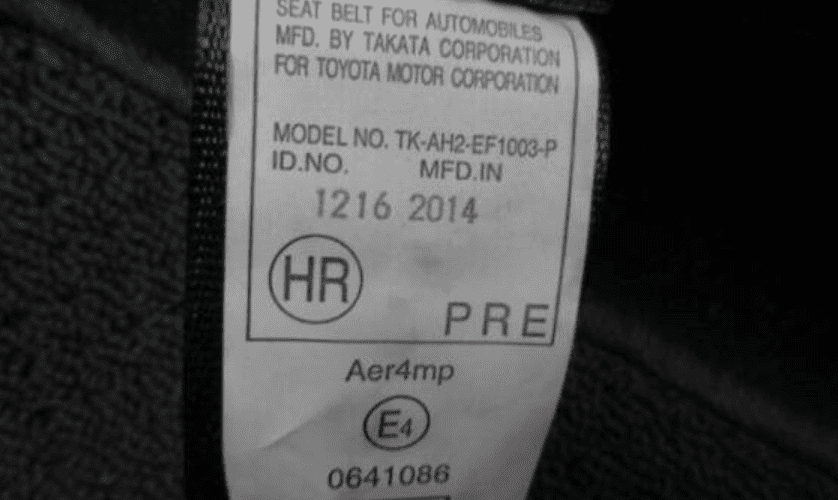 SEAT BELT FOR AUTOMOBILES
MFD. BY TAKATA CORPORATION
FOR TOYOTA MOTOR CORPORATION
MODEL NO. TK-AH2-EF1003-P
ID.NO. MFD.IN
1216 2014
HR
PRE
Aer4mp
E4
0641086